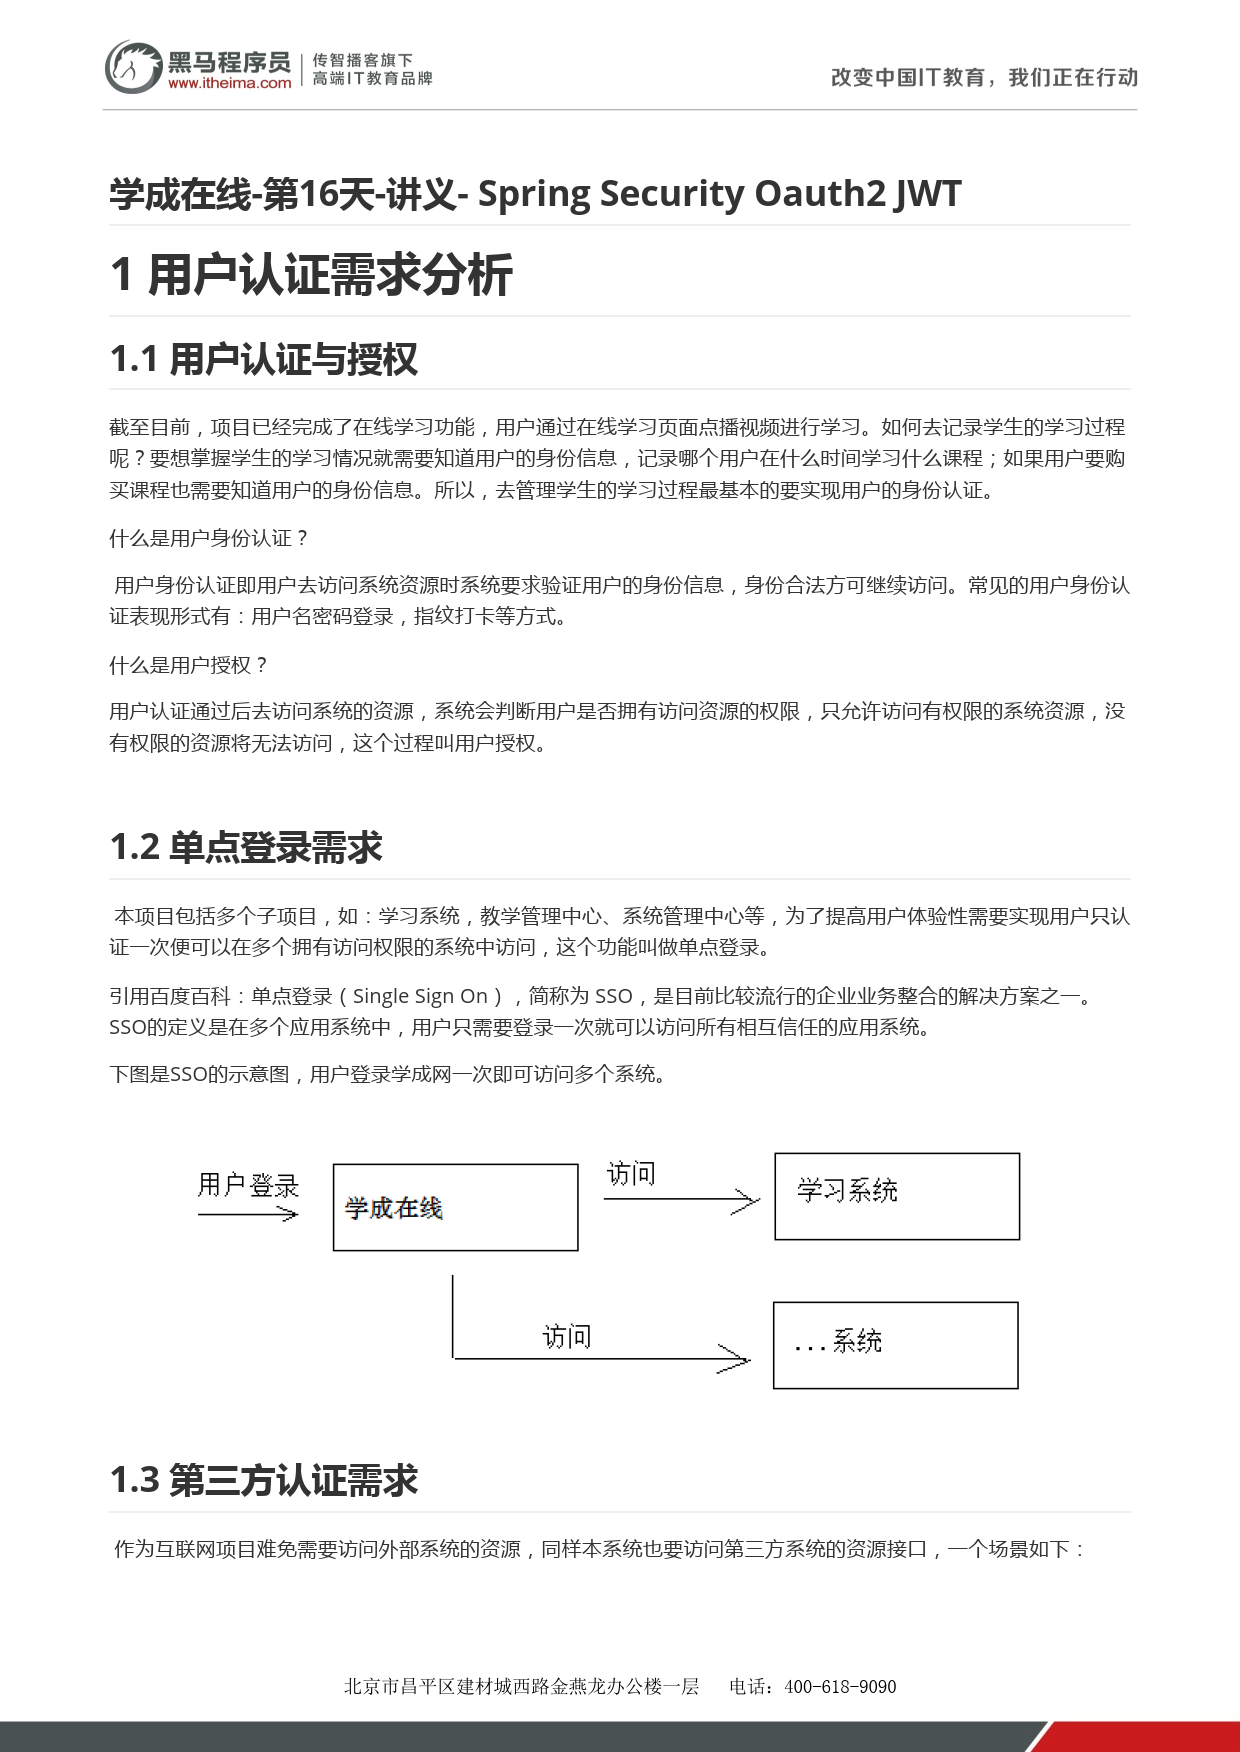 黑马程序员
www.itheima.com
传智播客旗下
高端IT教育品牌
改变中国IT教育，我们正在行动
学成在线-第16天-讲义- Spring Security Oauth2 JWT
1 用户认证需求分析
1.1 用户认证与授权
截至目前，项目已经完成了在线学习功能，用户通过在线学习页面点播视频进行学习。如何去记录学生的学习过程
呢？要想掌握学生的学习情况就需要知道用户的身份信息，记录哪个用户在什么时间学习什么课程；如果用户要购
买课程也需要知道用户的身份信息。所以，去管理学生的学习过程最基本的要实现用户的身份认证。
什么是用户身份认证？
用户身份认证即用户去访问系统资源时系统要求验证用户的身份信息，身份合法方可继续访问。常见的用户身份认
证表现形式有：用户名密码登录，指纹打卡等方式。
什么是用户授权？
用户认证通过后去访问系统的资源，系统会判断用户是否拥有访问资源的权限，只允许访问有权限的系统资源，没
有权限的资源将无法访问，这个过程叫用户授权。
1.2 单点登录需求
本项目包括多个子项目，如：学习系统，教学管理中心、系统管理中心等，为了提高用户体验性需要实现用户只认
证一次便可以在多个拥有访问权限的系统中访问，这个功能叫做单点登录。
引用百度百科：单点登录（Single Sign On），简称为 SSO，是目前比较流行的企业业务整合的解决方案之一。
SSO的定义是在多个应用系统中，用户只需要登录一次就可以访问所有相互信任的应用系统。
下图是SSO的示意图，用户登录学成网一次即可访问多个系统。
用户登录
学成在线
访问
学习系统
访问
...系统
1.3 第三方认证需求
作为互联网项目难免需要访问外部系统的资源，同样本系统也要访问第三方系统的资源接口，一个场景如下：
北京市昌平区建材城西路金燕龙办公楼一层 电话：400-618-9090